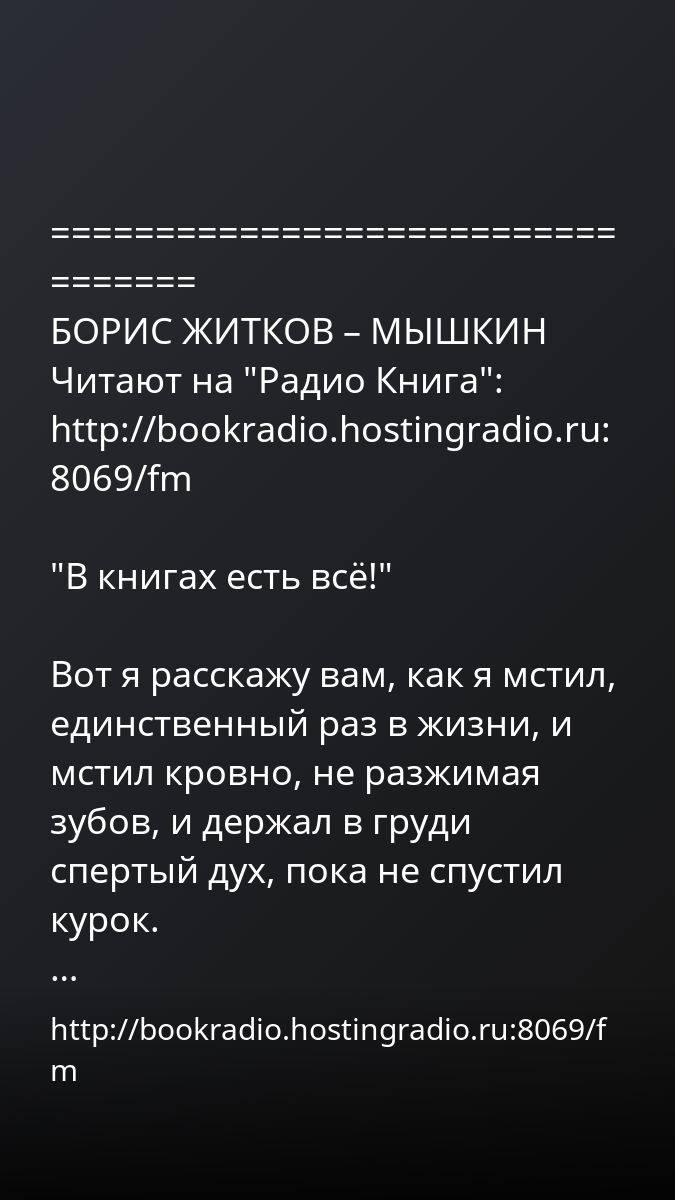 ===========================
=======
БОРИС ЖИТКОВ – МЫШКИН
Читают на "Радио Книга":
http://bookradio.hostingradio.ru:
8069/fm
"В книгах есть всё!"
Вот я расскажу вам, как я мстил,
единственный раз в жизни, и
мстил кровно, не разжимая
зубов, и держал в груди
спертый дух, пока не спустил
курок.
...
http://bookradio.hostingradio.ru:8069/f
m